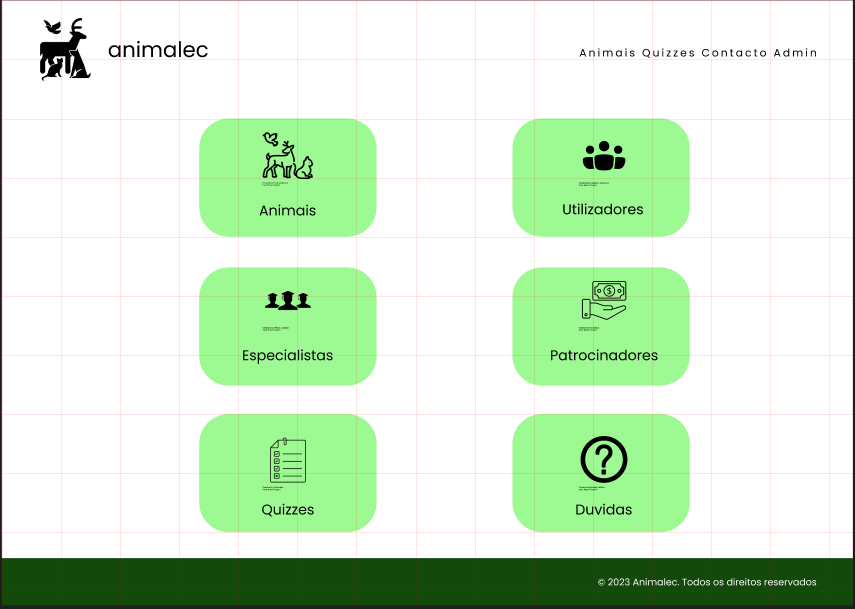 animalec
Animais Quizzes Contacto Admin
Animais
Utilizadores
Especialistas
Patrocinadores
Quizzes
Duvidas
© 2023 Animalec. Todos os direitos reservados